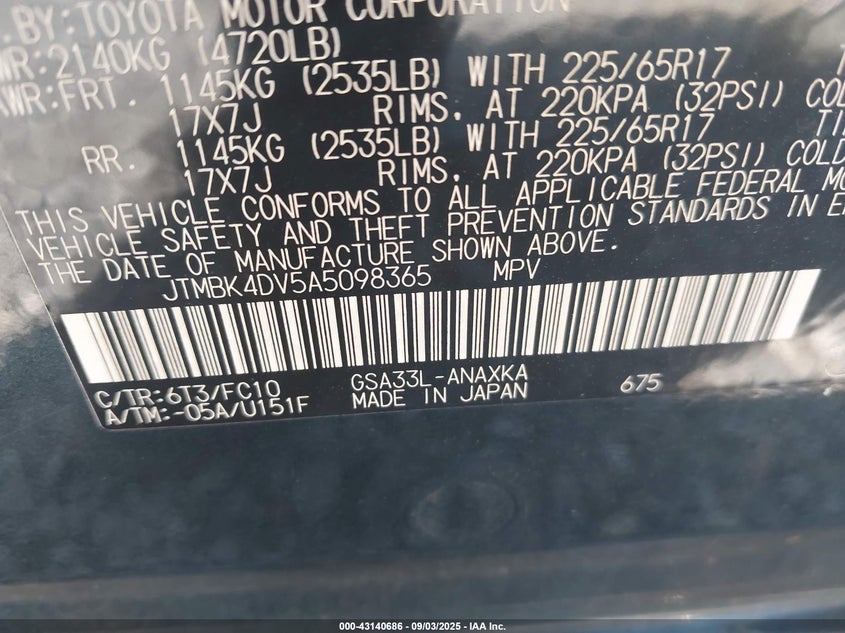 BY:TOYOTA MOTOR CORPORATION
WR:2140KG (4720LB)
AWR:FRT. 1145KG (2535LB) WITH 225/65R17
17X7J RIMS, AT 220KPA (32PSI) COLD
RR. 1145KG (2535LB) WITH 225/65R17
17X7J RIMS, AT 220KPA (32PSI) COLD
THIS VEHICLE CONFORMS TO ALL APPLICABLE FEDERAL MO
VEHICLE SAFETY AND THEFT PREVENTION STANDARDS IN E
THE DATE OF MANUFACTURE SHOWN ABOVE.
JTMBK4DV5A5098365 MPV
C/TR:6T3/FC10 GSA33L-ANAXKA 675
A/TM:-05A/U151F MADE IN JAPAN
000-43140686 - 09/03/2025 - IAA Inc.